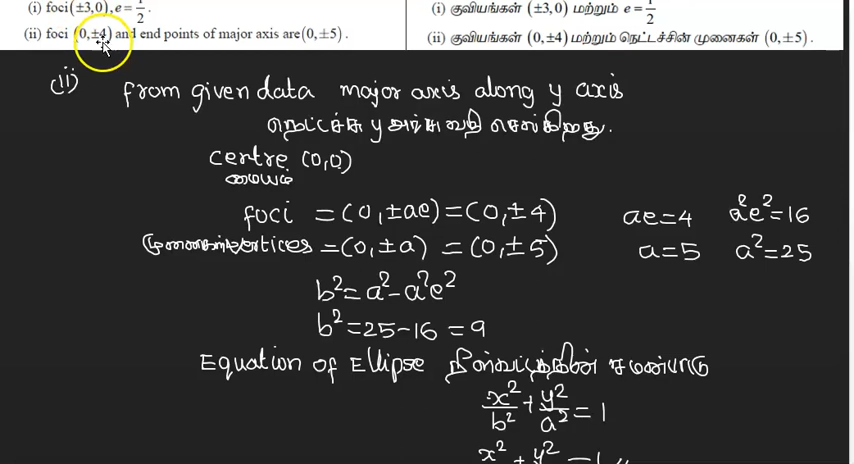 (i) foci (±3,0), e = 1/2.
(ii) foci (0,±4) and end points of major axis are (0,±5).
(i) குவியங்கள் (±3,0) மற்றும் e = 1/2
(ii) குவியங்கள் (0,±4) மற்றும் நெட்டச்சின் முனைகள் (0,±5).
(ii) from given data major axis along y axis
நெட்டச்சு y அச்சு வழி செல்கிறது.
centre (0,0)
மையம்
foci = (0,±ae) = (0,±4) ae=4 a²e²=16
vertices = (0,±a) = (0,±5) a=5 a²=25
b² = a² - a²e²
b² = 25 - 16 = 9
Equation of Ellipse நீள்வட்டத்தின் சமன்பாடு
x²/b² + y²/a² = 1
x² + y² = 1